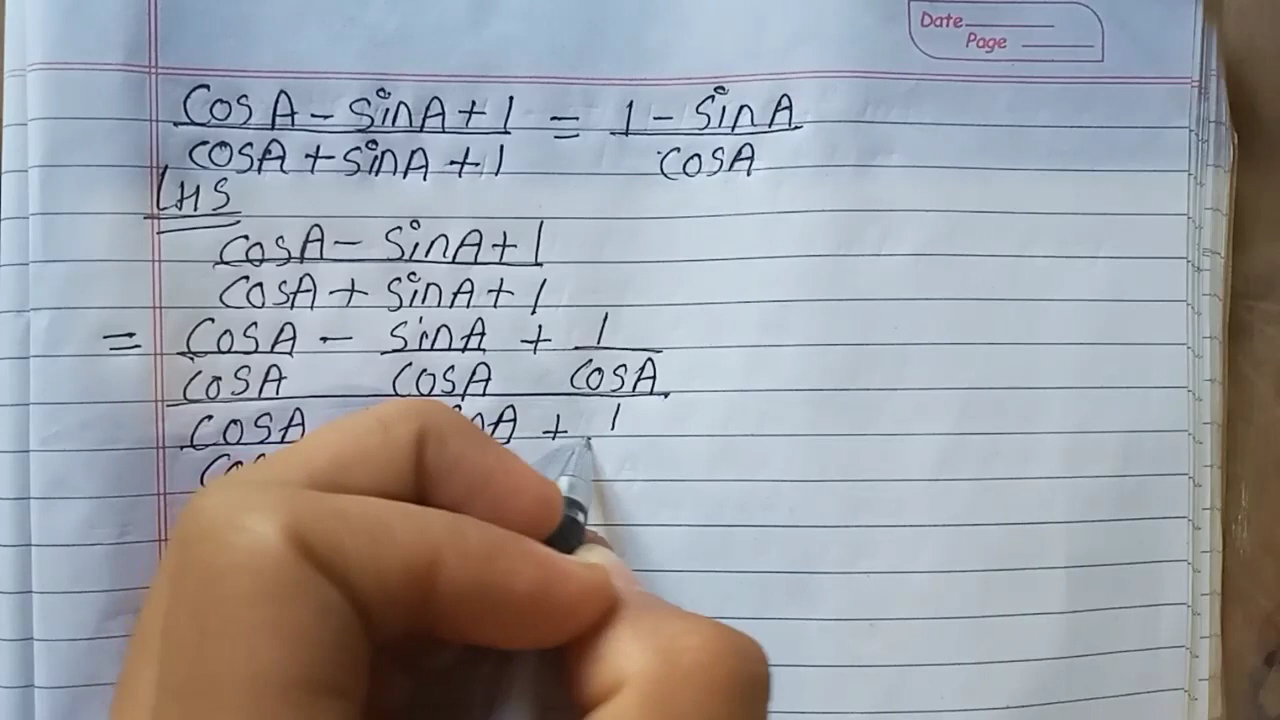 Date
Page
COSA - sinA + 1 = 1 - sinA
COSA + sinA + 1 COSA
LHS
COSA - sinA + 1
COSA + sinA + 1
= COSA - sinA + 1
COSA COSA COSA
COSA + 1